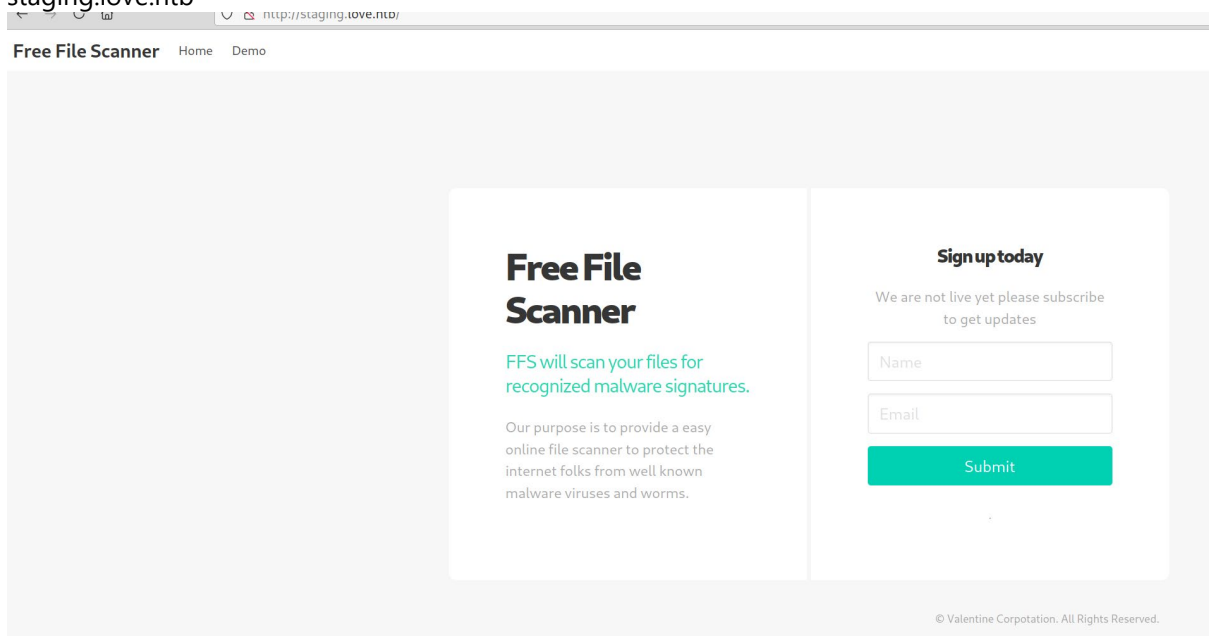 staging.love.htb
http://staging.love.htb/
Free File Scanner Home Demo
Free File
Scanner
FFS will scan your files for
recognized malware signatures.
Our purpose is to provide a easy
online file scanner to protect the
internet folks from well known
malware viruses and worms.
Sign up today
We are not live yet please subscribe
to get updates
Name
Email
Submit
.
© Valentine Corpotation. All Rights Reserved.